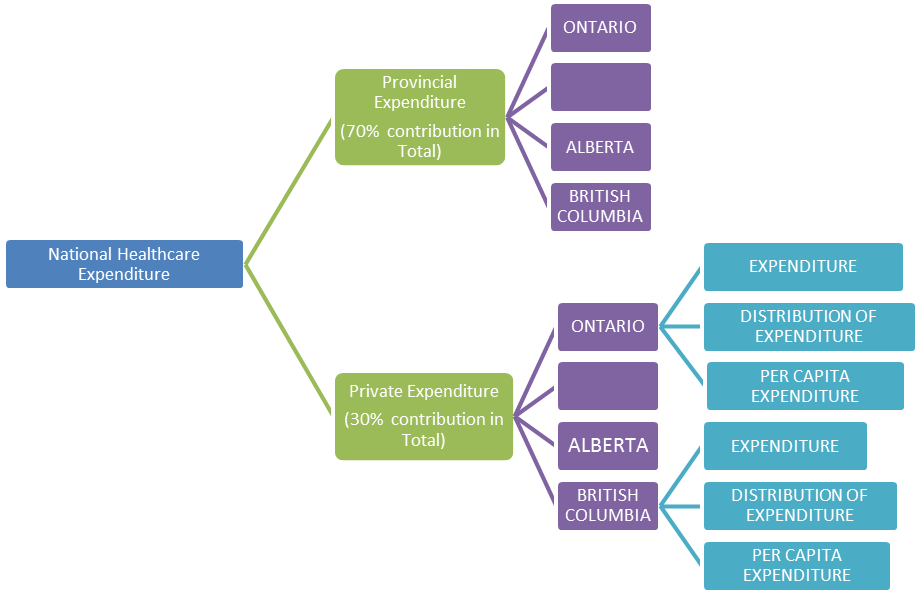 National Healthcare
Expenditure
Provincial
Expenditure
(70% contribution in
Total)
ONTARIO
ALBERTA
BRITISH
COLUMBIA
Private Expenditure
(30% contribution in
Total)
ONTARIO
EXPENDITURE
DISTRIBUTION OF
EXPENDITURE
PER CAPITA
EXPENDITURE
ALBERTA
BRITISH
COLUMBIA
EXPENDITURE
DISTRIBUTION OF
EXPENDITURE
PER CAPITA
EXPENDITURE